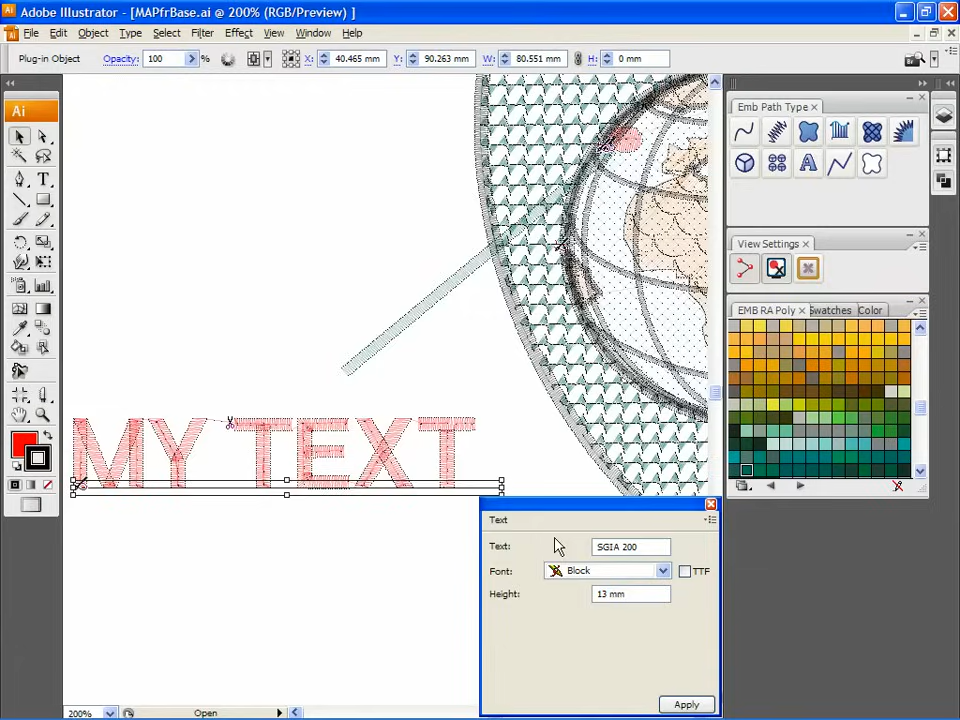 Adobe Illustrator - [MAPfrBase.ai @ 200% (RGB/Preview) ]
File Edit Object Type Select Filter Effect View Window Help
Plug-in Object Opacity: 100 % X: 40.465 mm Y: 90.263 mm W: 80.551 mm H: 0 mm
Ai
Emb Path Type
View Settings
EMB RA Poly Swatches Color
MY TEXT
Text
Text: SGIA 200
Font: Block TTF
Height: 13 mm
Apply
200% Open